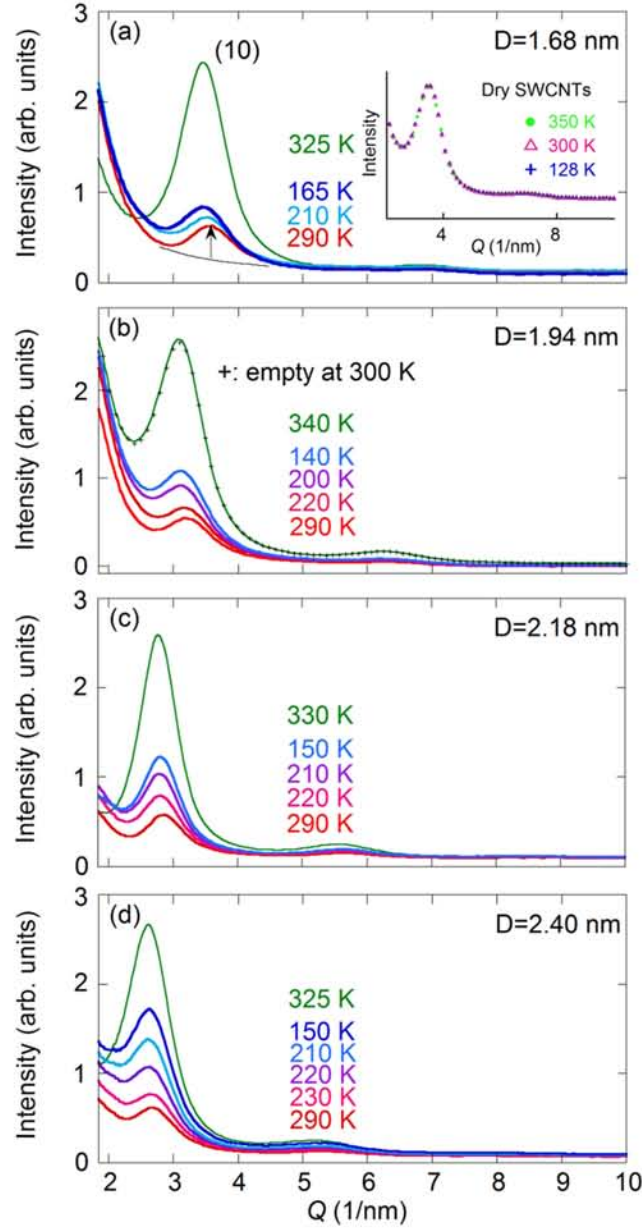 3
(a)
D=1.68 nm
(10)
2
Dry SWCNTs
350 K
300 K
128 K
Intensity
4
8
Q (1/nm)
325 K
165 K
210 K
290 K
1
0
Intensity (arb. units)
(b)
D=1.94 nm
+: empty at 300 K
2
340 K
140 K
200 K
220 K
290 K
1
0
Intensity (arb. units)
3
(c)
D=2.18 nm
2
330 K
150 K
210 K
220 K
290 K
1
0
Intensity (arb. units)
3
(d)
D=2.40 nm
2
325 K
150 K
210 K
220 K
230 K
290 K
1
0
Intensity (arb. units)
2 3 4 5 6 7 8 9 10
Q (1/nm)